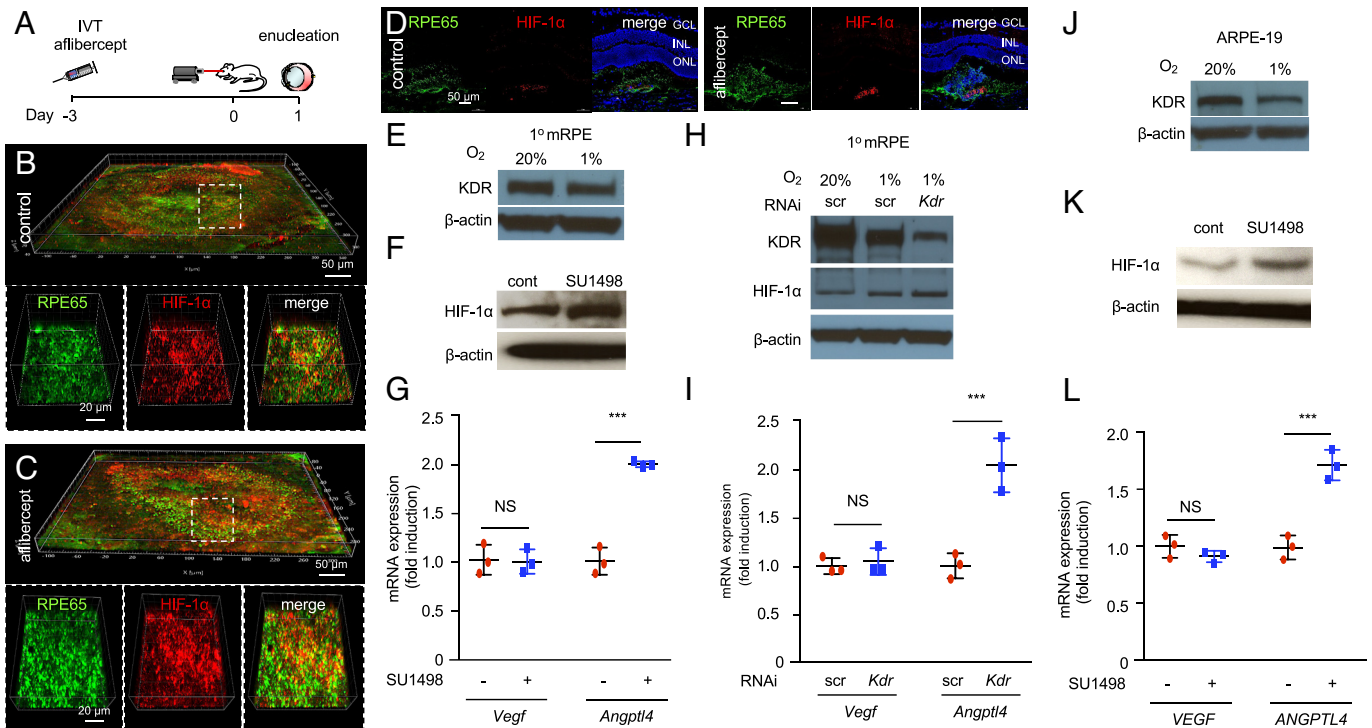 A
IVT
aflibercept
enucleation
Day -3 0 1
B
control
50 µm
RPE65 HIF-1α merge
20 µm
C
aflibercept
50 µm
RPE65 HIF-1α merge
20 µm
D
control
RPE65 HIF-1α merge
GCL
INL
ONL
50 µm
aflibercept
RPE65 HIF-1α merge
GCL
INL
ONL
E
1º mRPE
O2 20% 1%
KDR
β-actin
F
cont SU1498
HIF-1α
β-actin
G
mRNA expression
(fold induction)
2.5
2.0
1.5
1.0
0.5
0.0
NS
***
SU1498 - + - +
Vegf Angptl4
H
1º mRPE
O2 20% 1% 1%
RNAi scr scr Kdr
KDR
HIF-1α
β-actin
I
mRNA expression
(fold induction)
2.5
2.0
1.5
1.0
0.5
0.0
NS
***
RNAi scr Kdr scr Kdr
Vegf Angptl4
J
ARPE-19
O2 20% 1%
KDR
β-actin
K
cont SU1498
HIF-1α
β-actin
L
mRNA expression
(fold induction)
2.0
1.5
1.0
0.5
0.0
NS
***
SU1498 - + - +
VEGF ANGPTL4